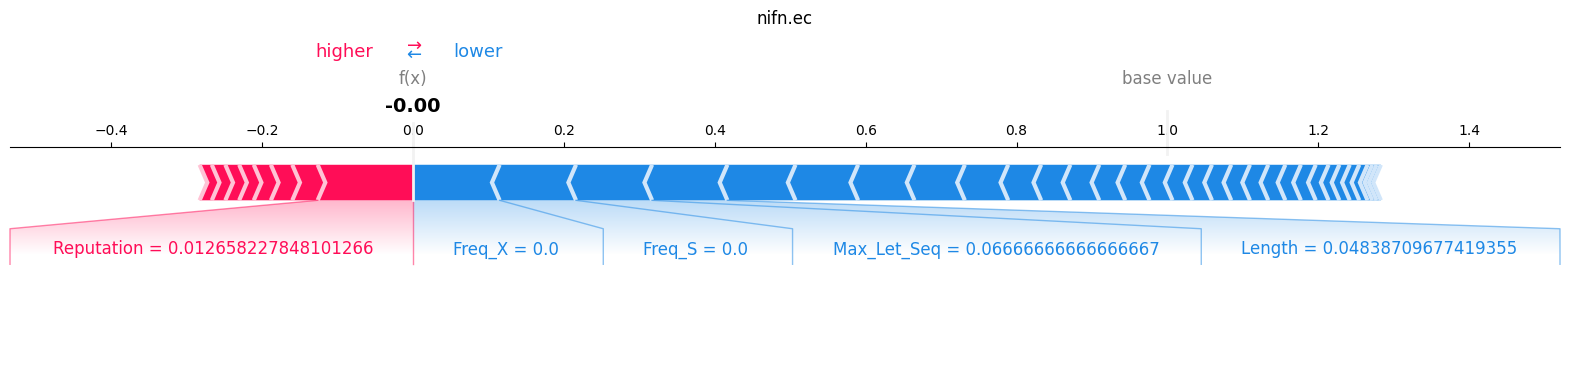 nifn.ec
higher ⇄ lower
f(x) base value
-0.00
−0.4 −0.2 0.0 0.2 0.4 0.6 0.8 1.0 1.2 1.4
Reputation = 0.012658227848101266 Freq_X = 0.0 Freq_S = 0.0 Max_Let_Seq = 0.06666666666666667 Length = 0.04838709677419355